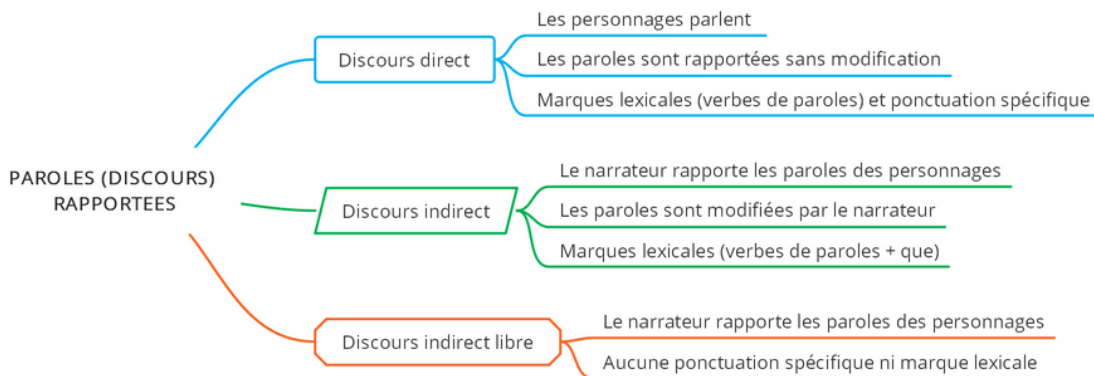 PAROLES (DISCOURS)
RAPPORTEES
Discours direct
Les personnages parlent
Les paroles sont rapportées sans modification
Marques lexicales (verbes de paroles) et ponctuation spécifique
Discours indirect
Le narrateur rapporte les paroles des personnages
Les paroles sont modifiées par le narrateur
Marques lexicales (verbes de paroles + que)
Discours indirect libre
Le narrateur rapporte les paroles des personnages
Aucune ponctuation spécifique ni marque lexicale